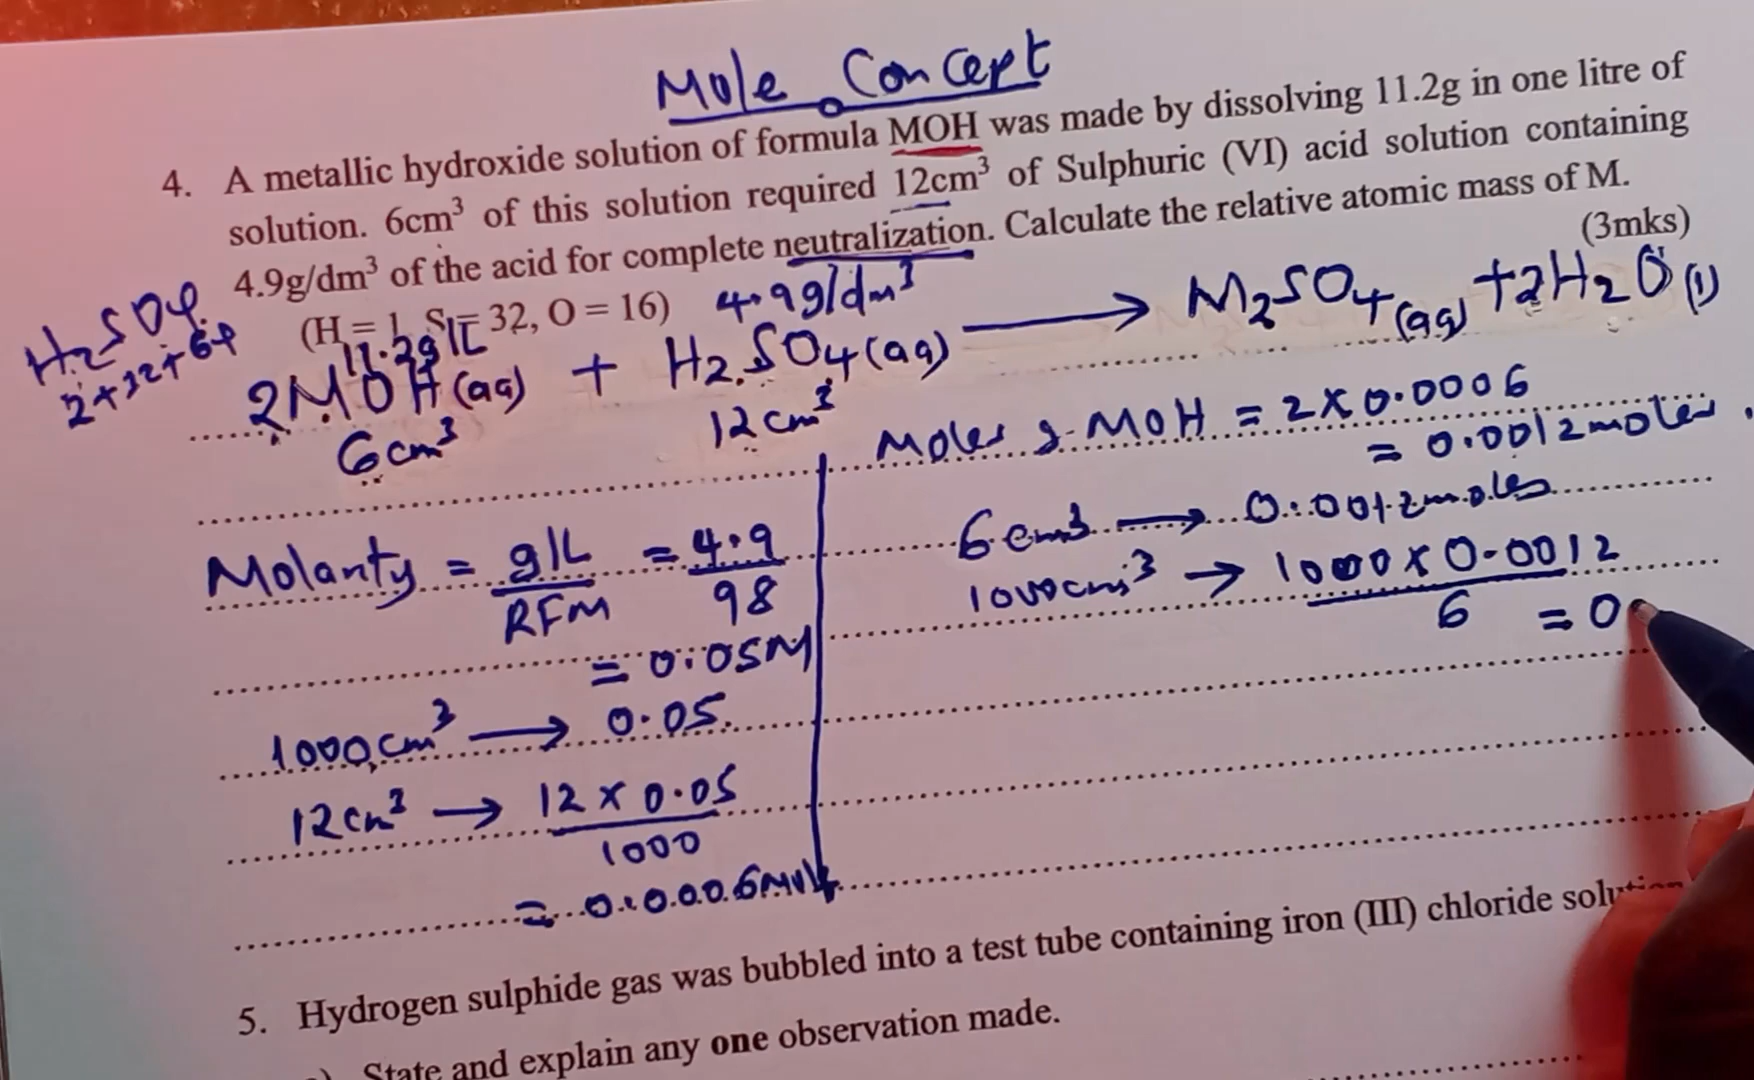 Mole Concept
4. A metallic hydroxide solution of formula MOH was made by dissolving 11.2g in one litre of
solution. 6cm³ of this solution required 12cm³ of Sulphuric (VI) acid solution containing
4.9g/dm³ of the acid for complete neutralization. Calculate the relative atomic mass of M.
(3mks)
(H = 1, S = 32, O = 16)
H₂SO₄
2+32+64
11.2g/L
4.9g/dm³
2MOH(aq) + H₂SO₄(aq) → M₂SO₄(aq) + 2H₂O(l)
6cm³
12cm³
Molarity = g/L / RFM = 4.9 / 98
= 0.05M
1000cm³ → 0.05
12cm³ → 12 x 0.05 / 1000
= 0.0006 moles
Moles of MOH = 2 x 0.0006
= 0.0012 moles
6cm³ → 0.0012 moles
1000cm³ → 1000 x 0.0012 / 6
= 0
5. Hydrogen sulphide gas was bubbled into a test tube containing iron (III) chloride
State and explain any one observation made.